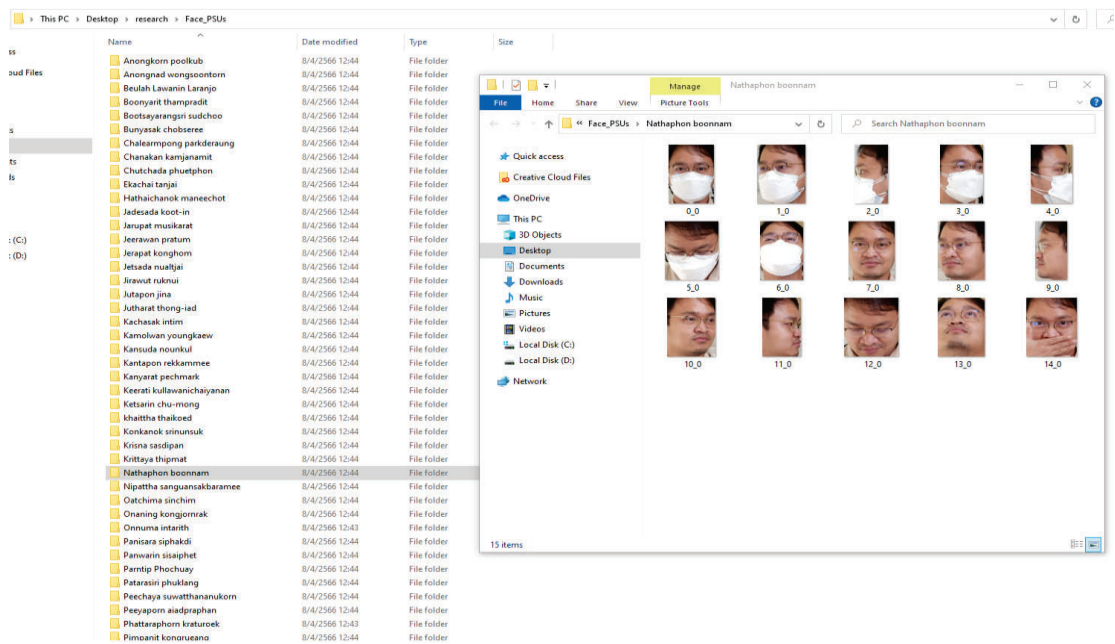 This PC > Desktop > research > Face_PSUs
Name Date modified Type Size
ss
oud Files
s
ts
ls
: (C:)
: (D:)
Anongkorn poolkub 8/4/2566 12:44 File folder
Anongnad wongsoontorn 8/4/2566 12:44 File folder
Beulah Lawanin Laranjo 8/4/2566 12:44 File folder
Boonyarit thampradit 8/4/2566 12:44 File folder
Bootsayarangsri sudchoo 8/4/2566 12:44 File folder
Bunyasak chobseree 8/4/2566 12:44 File folder
Chalearmpong parkderaung 8/4/2566 12:44 File folder
Chanakan kamjanamit 8/4/2566 12:44 File folder
Chutchada phuetphon 8/4/2566 12:44 File folder
Ekachai tanjai 8/4/2566 12:44 File folder
Hathaichanok maneechot 8/4/2566 12:44 File folder
Jadesada koot-in 8/4/2566 12:44 File folder
Jarupat musikarat 8/4/2566 12:44 File folder
Jeerawan pratum 8/4/2566 12:44 File folder
Jerapat konghom 8/4/2566 12:44 File folder
Jetsada nualtjai 8/4/2566 12:44 File folder
Jirawut ruknui 8/4/2566 12:44 File folder
Jutapon jina 8/4/2566 12:44 File folder
Jutharat thong-iad 8/4/2566 12:44 File folder
Kachasak intim 8/4/2566 12:44 File folder
Kamolwan youngkaew 8/4/2566 12:44 File folder
Kansuda nounkul 8/4/2566 12:44 File folder
Kantapon rekkammee 8/4/2566 12:44 File folder
Kanyarat pechmark 8/4/2566 12:44 File folder
Keerati kullawanichaiyanan 8/4/2566 12:44 File folder
Ketsarin chu-mong 8/4/2566 12:44 File folder
khaittha thaikoed 8/4/2566 12:44 File folder
Konkanok srinunsuk 8/4/2566 12:44 File folder
Krisna sasdipan 8/4/2566 12:44 File folder
Krittaya thipmat 8/4/2566 12:44 File folder
Nathaphon boonnam 8/4/2566 12:44 File folder
Nipattha sanguansakbaramee 8/4/2566 12:44 File folder
Oatchima sinchim 8/4/2566 12:44 File folder
Onaning kongjornrak 8/4/2566 12:44 File folder
Onnuma intarith 8/4/2566 12:43 File folder
Panisara siphakdi 8/4/2566 12:44 File folder
Panwarin sisaiphet 8/4/2566 12:44 File folder
Parntip Phochuay 8/4/2566 12:44 File folder
Patarasiri phuklang 8/4/2566 12:44 File folder
Peechaya suwatthananukorn 8/4/2566 12:44 File folder
Peeyaporn aiadpraphan 8/4/2566 12:44 File folder
Phattaraphorn kraturoek 8/4/2566 12:43 File folder
Pimpanit kongrueang 8/4/2566 12:44 File folder
Manage Nathaphon boonnam
File Home Share View Picture Tools
« Face_PSUs > Nathaphon boonnam Search Nathaphon boonnam
Quick access
Creative Cloud Files
OneDrive
This PC
3D Objects
Desktop
Documents
Downloads
Music
Pictures
Videos
Local Disk (C:)
Local Disk (D:)
Network
0_0 1_0 2_0 3_0 4_0
5_0 6_0 7_0 8_0 9_0
10_0 11_0 12_0 13_0 14_0
15 items